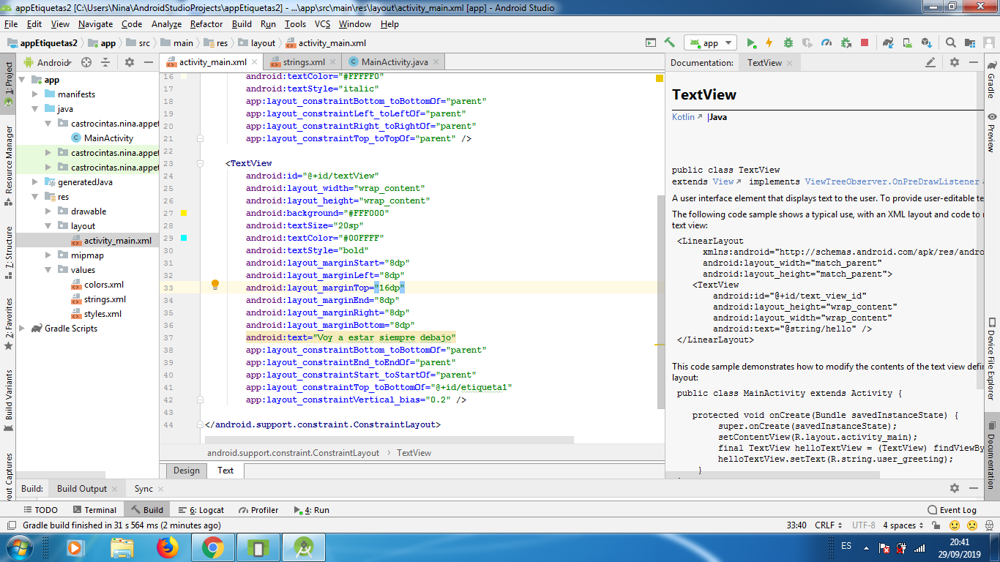 appEtiquetas2 [C:\Users\Nina\AndroidStudioProjects\appEtiquetas2] - ...\app\src\main\res\layout\activity_main.xml [app] - Android Studio
File Edit View Navigate Code Analyze Refactor Build Run Tools VCS Window Help
appEtiquetas2 app src main res layout activity_main.xml app
1: Project
Resource Manager
7: Structure
2: Favorites
Build Variants
yout Captures
Android
app
manifests
java
castrocintas.nina.appet
MainActivity
castrocintas.nina.appet
castrocintas.nina.appet
generatedJava
res
drawable
layout
activity_main.xml
mipmap
values
colors.xml
strings.xml
styles.xml
Gradle Scripts
activity_main.xml strings.xml MainActivity.java
16 android:textColor="#FFFFF0"
17 android:textStyle="italic"
18 app:layout_constraintBottom_toBottomOf="parent"
19 app:layout_constraintLeft_toLeftOf="parent"
20 app:layout_constraintRight_toRightOf="parent"
21 app:layout_constraintTop_toTopOf="parent" />
22
23 <TextView
24 android:id="@+id/textView"
25 android:layout_width="wrap_content"
26 android:layout_height="wrap_content"
27 android:background="#FFF000"
28 android:textSize="20sp"
29 android:textColor="#00FFFF"
30 android:textStyle="bold"
31 android:layout_marginStart="8dp"
32 android:layout_marginLeft="8dp"
33 android:layout_marginTop="16dp"
34 android:layout_marginEnd="8dp"
35 android:layout_marginRight="8dp"
36 android:layout_marginBottom="8dp"
37 android:text="Voy a estar siempre debajo"
38 app:layout_constraintBottom_toBottomOf="parent"
39 app:layout_constraintEnd_toEndOf="parent"
40 app:layout_constraintStart_toStartOf="parent"
41 app:layout_constraintTop_toBottomOf="@+id/etiqueta1"
42 app:layout_constraintVertical_bias="0.2" />
43
44 </android.support.constraint.ConstraintLayout>
android.support.constraint.ConstraintLayout › TextView
Design Text
Documentation: TextView
TextView
Kotlin |Java
public class TextView
extends View implements ViewTreeObserver.OnPreDrawListener
A user interface element that displays text to the user. To provide user-editable te
The following code sample shows a typical use, with an XML layout and code to
text view:
<LinearLayout
xmlns:android="http://schemas.android.com/apk/res/andro
android:layout_width="match_parent"
android:layout_height="match_parent">
<TextView
android:id="@+id/text_view_id"
android:layout_height="wrap_content"
android:layout_width="wrap_content"
android:text="@string/hello" />
</LinearLayout>
This code sample demonstrates how to modify the contents of the text view defi
layout:
public class MainActivity extends Activity {
protected void onCreate(Bundle savedInstanceState) {
super.onCreate(savedInstanceState);
setContentView(R.layout.activity_main);
final TextView helloTextView = (TextView) findViewBy
helloTextView.setText(R.string.user_greeting);
}
Gradle
Preview
Device File Explorer
Documentation
Build: Build Output Sync
TODO Terminal Build 6: Logcat Profiler 4: Run Event Log
Gradle build finished in 31 s 564 ms (2 minutes ago) 33:40 CRLF UTF-8 4 spaces
ES 20:41
29/09/2019